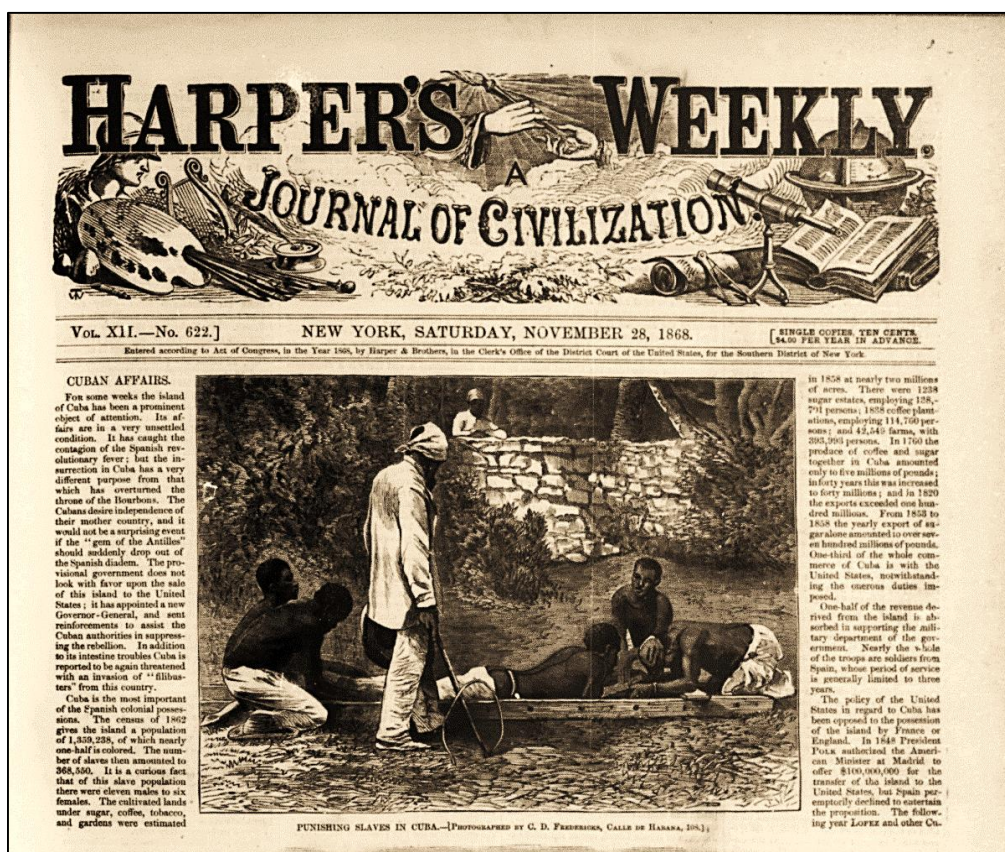 HARPER'S WEEKLY.
A
JOURNAL OF CIVILIZATION
VOL. XII.—No. 622.]
NEW YORK, SATURDAY, NOVEMBER 28, 1868.
[SINGLE COPIES, TEN CENTS.
$4.00 PER YEAR IN ADVANCE.
Entered according to Act of Congress, in the Year 1868, by Harper & Brothers, in the Clerk's Office of the District Court of the United States, for the Southern District of New York.
CUBAN AFFAIRS.
FOR some weeks the island
of Cuba has been a prominent
object of attention. Its af-
fairs are in a very unsettled
condition. It has caught the
contagion of the Spanish rev-
olutionary fever; but the in-
surrection in Cuba has a very
different purpose from that
which has overturned the
throne of the Bourbons. The
Cubans desire independence of
their mother country, and it
would not be a surprising event
if the "gem of the Antilles"
should suddenly drop out of
the Spanish diadem. The pro-
visional government does not
look with favor upon the sale
of this island to the United
States; it has appointed a new
Governor-General, and sent
reinforcements to assist the
Cuban authorities in suppress-
ing the rebellion. In addition
to its intestine troubles Cuba is
reported to be again threatened
with an invasion of "filibus-
ters" from this country.
Cuba is the most important
of the Spanish colonial posses-
sions. The census of 1862
gives the island a population
of 1,359,238, of which nearly
one-half is colored. The num-
ber of slaves then amounted to
368,550. It is a curious fact
that of this slave population
there were eleven males to six
females. The cultivated lands
under sugar, coffee, tobacco,
and gardens were estimated
PUNISHING SLAVES IN CUBA.—[PHOTOGRAPHED BY C. D. FREDERICKS, CALLE DE HABANA, 108.]
in 1858 at nearly two millions
of acres. There were 1238
sugar estates, employing 138,-
701 persons; 1838 coffee plant-
ations, employing 114,760 per-
sons; and 42,549 farms, with
393,993 persons. In 1760 the
produce of coffee and sugar
together in Cuba amounted
only to five millions of pounds;
in forty years this was increased
to forty millions; and in 1820
the exports exceeded one hun-
dred millions. From 1853 to
1858 the yearly export of su-
gar alone amounted to over sev-
en hundred millions of pounds.
One-third of the whole com-
merce of Cuba is with the
United States, notwithstand-
ing the onerous duties im-
posed.
One-half of the revenue de-
rived from the island is ab-
sorbed in supporting the mili-
tary department of the gov-
ernment. Nearly the whole
of the troops are soldiers from
Spain, whose period of service
is generally limited to three
years.
The policy of the United
States in regard to Cuba has
been opposed to the possession
of the island by France or
England. In 1848 President
POLK authorized the Ameri-
can Minister at Madrid to
offer $100,000,000 for the
transfer of the island to the
United States, but Spain per-
emptorily declined to entertain
the proposition. The follow-
ing year LOPEZ and other Cu-